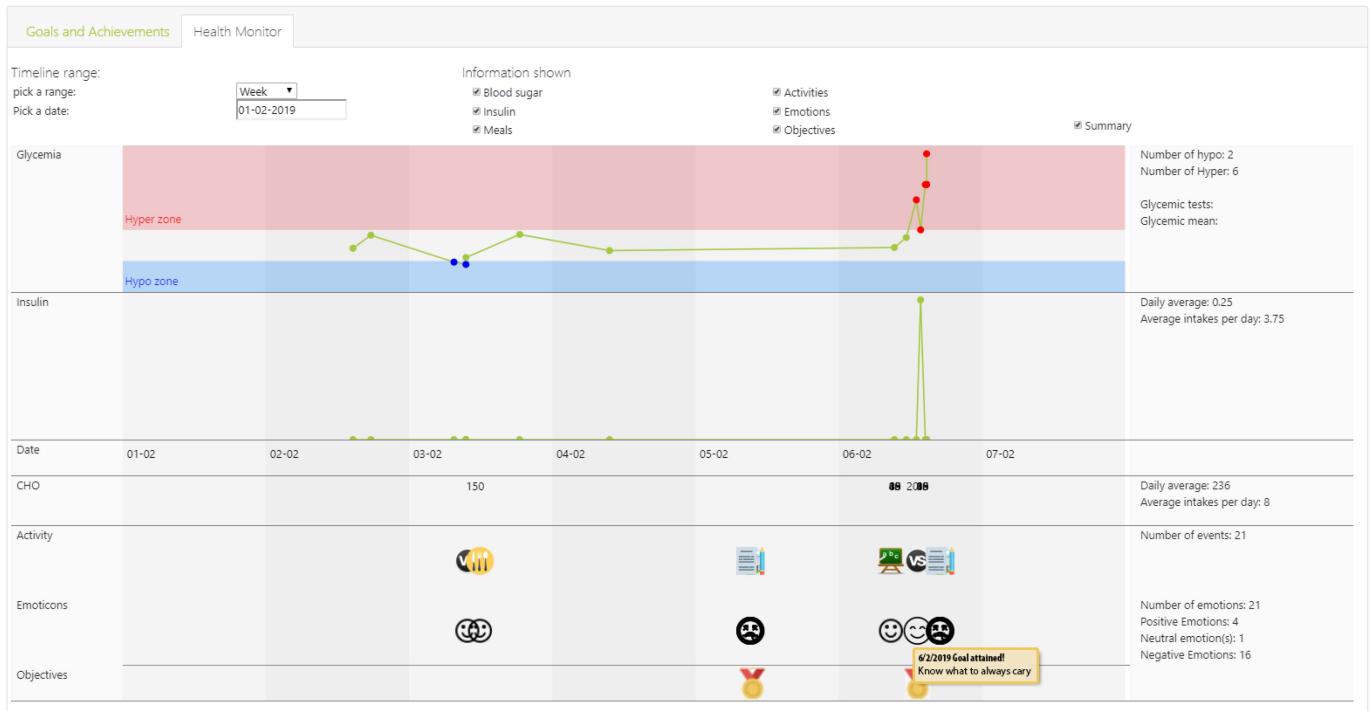 Goals and Achievements
Health Monitor
Timeline range:
Information shown
pick a range:
Week
Blood sugar
Activities
Pick a date:
01-02-2019
Insulin
Emotions
Meals
Objectives
Summary
Glycemia
Number of hypo: 2
Number of Hyper: 6
Glycemic tests:
Glycemic mean:
Hyper zone
Hypo zone
Insulin
Daily average: 0.25
Average intakes per day: 3.75
Date
01-02
02-02
03-02
04-02
05-02
06-02
07-02
CHO
150
Daily average: 236
Average intakes per day: 8
Activity
VS
Number of events: 21
Emoticons
Number of emotions: 21
Positive Emotions: 4
Neutral emotion(s): 1
Negative Emotions: 16
6/2/2019 Goal attained!
Know what to always cary
Objectives